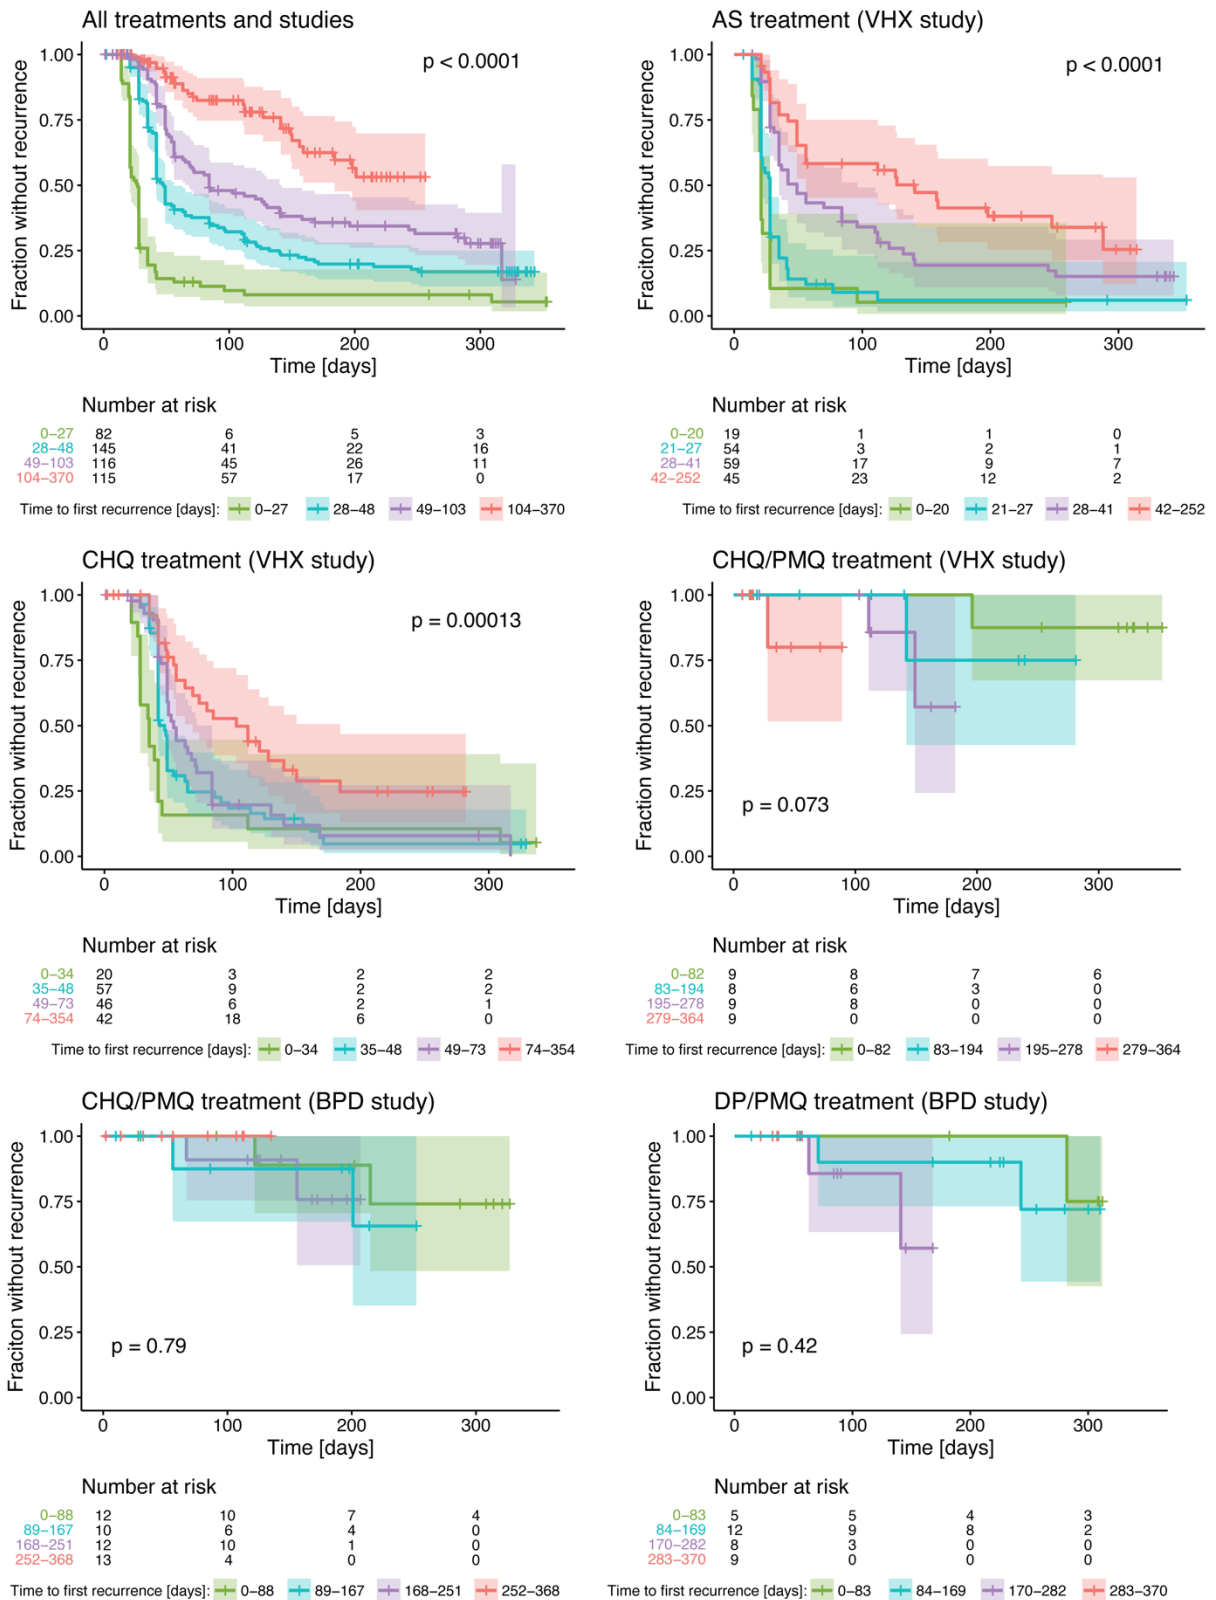 All treatments and studies
Fraction without recurrence
1.00
0.75
0.50
0.25
0.00
p < 0.0001
0 100 200 300
Time [days]
Number at risk
0−27 82 6 5 3
28−48 145 41 22 16
49−103 116 45 26 11
104−370 115 57 17 0
Time to first recurrence [days]: 0−27 28−48 49−103 104−370
AS treatment (VHX study)
Fraciton without recurrence
1.00
0.75
0.50
0.25
0.00
p < 0.0001
0 100 200 300
Time [days]
Number at risk
0−20 19 1 1 0
21−27 54 3 2 1
28−41 59 17 9 7
42−252 45 23 12 2
Time to first recurrence [days]: 0−20 21−27 28−41 42−252
CHQ treatment (VHX study)
Fraction without recurrence
1.00
0.75
0.50
0.25
0.00
p = 0.00013
0 100 200 300
Time [days]
Number at risk
0−34 20 3 2 2
35−48 57 9 2 2
49−73 46 6 2 1
74−354 42 18 6 0
Time to first recurrence [days]: 0−34 35−48 49−73 74−354
CHQ/PMQ treatment (VHX study)
Fraction without recurrence
1.00
0.75
0.50
0.25
0.00
p = 0.073
0 100 200 300
Time [days]
Number at risk
0−82 9 8 7 6
83−194 8 6 3 0
195−278 9 8 0 0
279−364 9 0 0 0
Time to first recurrence [days]: 0−82 83−194 195−278 279−364
CHQ/PMQ treatment (BPD study)
Fraciton without recurrence
1.00
0.75
0.50
0.25
0.00
p = 0.79
0 100 200 300
Time [days]
Number at risk
0−88 12 10 7 4
89−167 10 6 4 0
168−251 12 10 1 0
252−368 13 4 0 0
Time to first recurrence [days]: 0−88 89−167 168−251 252−368
DP/PMQ treatment (BPD study)
Fraction without recurrence
1.00
0.75
0.50
0.25
0.00
p = 0.42
0 100 200 300
Time [days]
Number at risk
0−83 5 5 4 3
84−169 12 9 8 2
170−282 8 3 0 0
283−370 9 0 0 0
Time to first recurrence [days]: 0−83 84−169 170−282 283−370